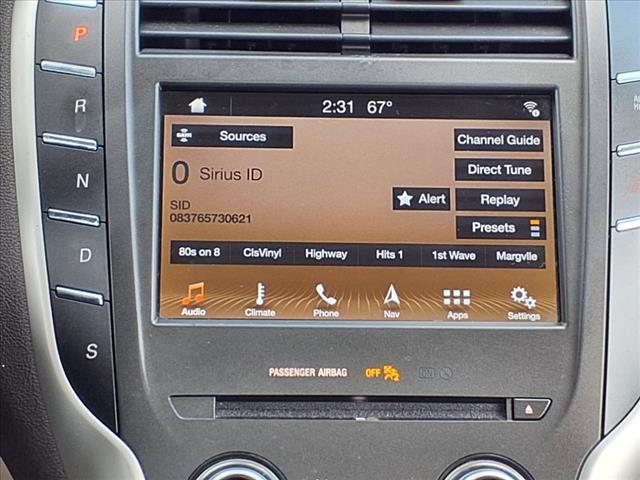 P
R
N
D
S
2:31 67°
Sources
Channel Guide
0 Sirius ID
Direct Tune
SID
083765730621
Alert
Replay
Presets
80s on 8 ClsVinyl Highway Hits 1 1st Wave Margvlle
Audio Climate Phone Nav Apps Settings
PASSENGER AIRBAG OFF 2